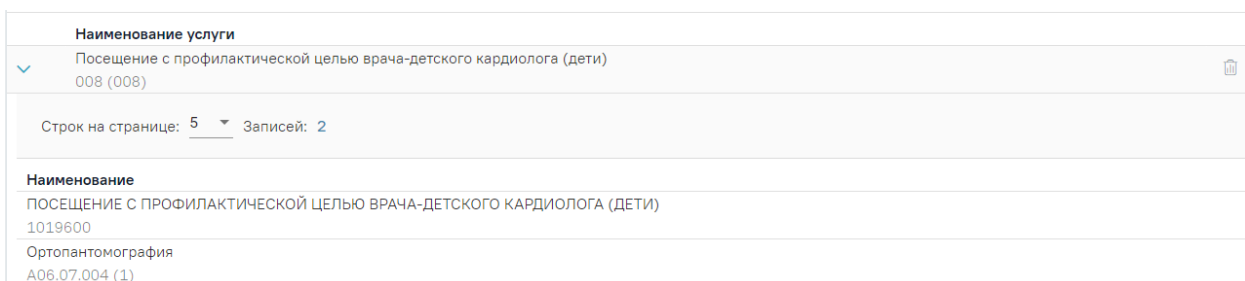 Наименование услуги
Посещение с профилактической целью врача-детского кардиолога (дети)
008 (008)
Строк на странице: 5 Записей: 2
Наименование
ПОСЕЩЕНИЕ С ПРОФИЛАКТИЧЕСКОЙ ЦЕЛЬЮ ВРАЧА-ДЕТСКОГО КАРДИОЛОГА (ДЕТИ)
1019600
Ортопантомография
A06.07.004 (1)